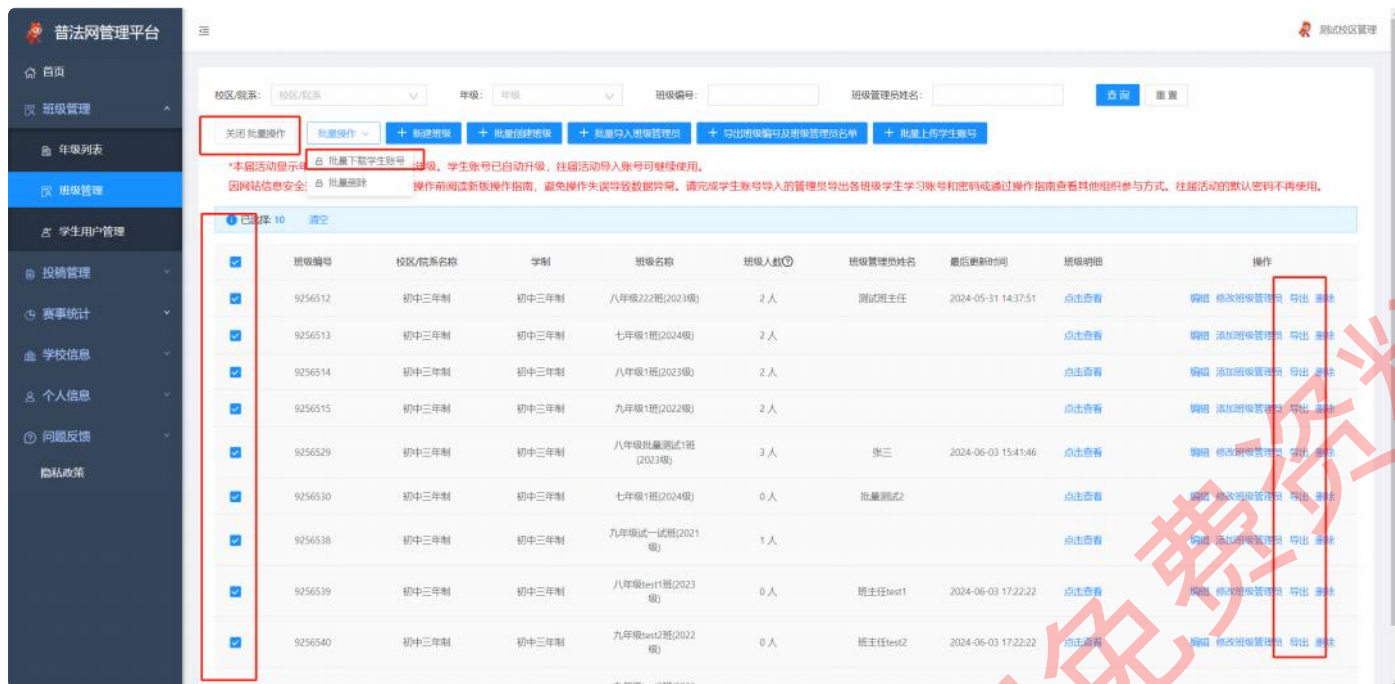 普法网管理平台
测试校区管理
首页
班级管理
年级列表
班级管理
学生用户管理
投稿管理
赛事统计
学校信息
个人信息
问题反馈
隐私政策
校区/院系: 校区/院系 年级: 年级 班级编号: 班级管理员姓名: 查询 重置
关闭 批量操作 批量操作 + 新建班级 + 批量创建班级 + 批量导入班级管理员 + 导出班级编号及班级管理员名单 + 批量上传学生账号
批量下载学生账号
批量删除
*本届活动显示年 年级。学生账号已自动升级，往届活动导入账号可继续使用。
因网站信息安全 操作前阅读新版操作指南，避免操作失误导致数据异常。请完成学生账号导入的管理员导出各班级学生学习账号和密码或通过操作指南查看其他组织参与方式。往届活动的默认密码不再使用。
已选择 10 清空
班级编号 校区/院系名称 学制 班级名称 班级人数 班级管理员姓名 最后更新时间 班级明细 操作
9256512 初中三年制 初中三年制 八年级222班(2023级) 2 人 测试班主任 2024-05-31 14:37:51 点击查看 编辑 修改班级管理员 导出 删除
9256513 初中三年制 初中三年制 七年级1班(2024级) 2 人 点击查看 编辑 添加班级管理员 导出 删除
9256514 初中三年制 初中三年制 八年级1班(2023级) 2 人 点击查看 编辑 添加班级管理员 导出 删除
9256515 初中三年制 初中三年制 九年级1班(2022级) 2 人 点击查看 编辑 添加班级管理员 导出 删除
9256529 初中三年制 初中三年制 八年级批量测试1班(2023级) 3 人 张三 2024-06-03 15:41:46 点击查看 编辑 修改班级管理员 导出 删除
9256530 初中三年制 初中三年制 七年级1班(2024级) 0 人 批量测试2 点击查看 编辑 修改班级管理员 导出 删除
9256538 初中三年制 初中三年制 九年级试一试班(2021级) 1 人 点击查看 编辑 添加班级管理员 导出 删除
9256539 初中三年制 初中三年制 八年级test1班(2023级) 0 人 班主任test1 2024-06-03 17:22:22 点击查看 编辑 修改班级管理员 导出 删除
9256540 初中三年制 初中三年制 九年级test2班(2022级) 0 人 班主任test2 2024-06-03 17:22:22 点击查看 编辑 修改班级管理员 导出 删除
免费资料